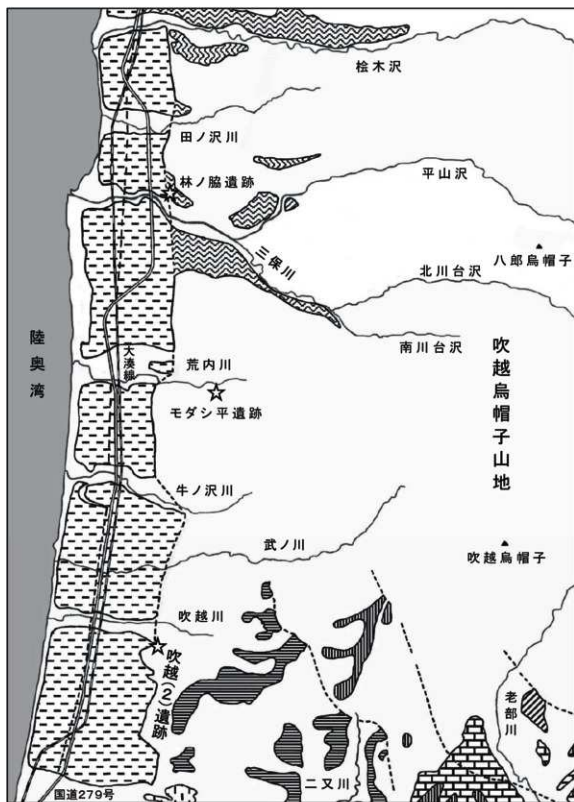 桧木沢
田ノ沢川
平山沢
林ノ脇遺跡
八郎烏帽子
三保川
北川台沢
南川台沢
陸奥湾
大湊線
荒内川
吹越烏帽子山地
モダシ平遺跡
牛ノ沢川
武ノ川
吹越烏帽子
吹越川
吹越(2)遺跡
老部川
二又川
国道279号